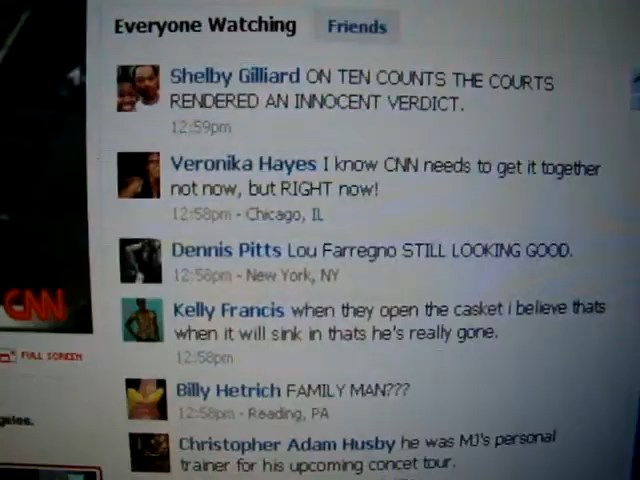 Everyone Watching Friends
Shelby Gilliard ON TEN COUNTS THE COURTS
RENDERED AN INNOCENT VERDICT.
12:59pm
Veronika Hayes I know CNN needs to get it together
not now, but RIGHT now!
12:58pm - Chicago, IL
Dennis Pitts Lou Farregno STILL LOOKING GOOD.
12:58pm - New York, NY
CNN
Kelly Francis when they open the casket i believe thats
when it will sink in thats he's really gone.
FULL SCREEN
12:58pm
Billy Hetrich FAMILY MAN???
12:58pm - Reading, PA
Christopher Adam Husby he was MJ's personal
trainer for his upcoming concet tour.